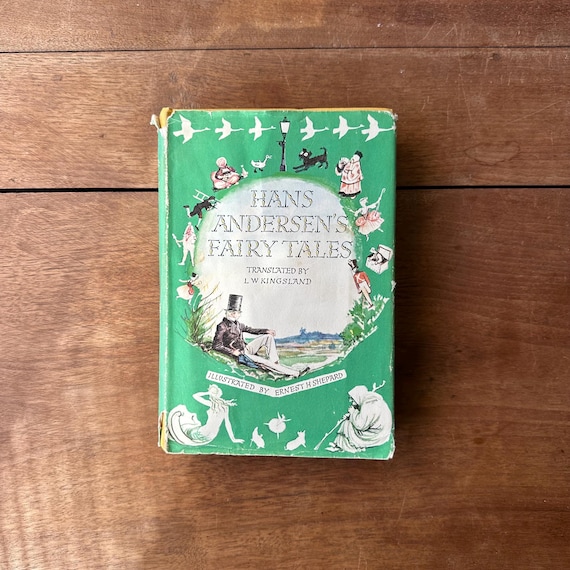 HANS
ANDERSEN'S
FAIRY TALES
TRANSLATED BY
L. W. KINGSLAND
ILLUSTRATED BY ERNEST H SHEPARD